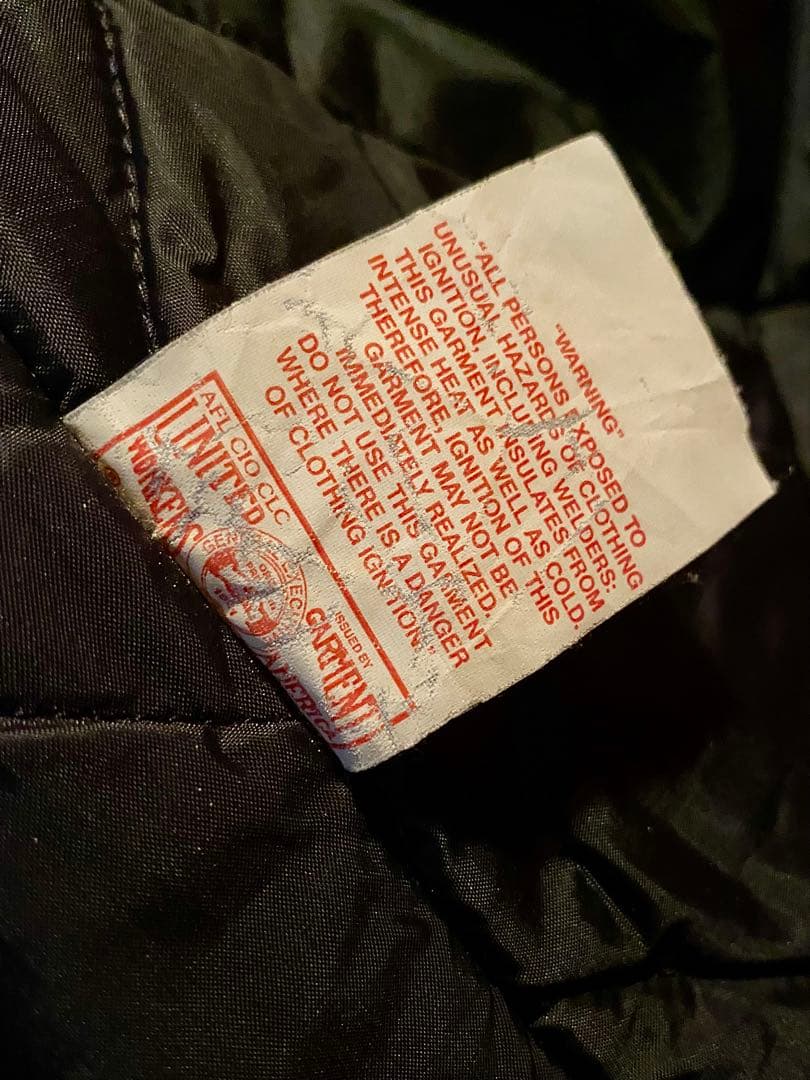 "WARNING"
"ALL PERSONS EXPOSED TO
UNUSUAL HAZARDS OF CLOTHING
IGNITION, INCLUDING WELDERS:
THIS GARMENT INSULATES FROM
INTENSE HEAT AS WELL AS COLD.
THEREFORE, IGNITION OF THIS
GARMENT MAY NOT BE
IMMEDIATELY REALIZED.
DO NOT USE THIS GARMENT
WHERE THERE IS A DANGER
OF CLOTHING IGNITION."
AFL CIO CLC
ISSUED BY
UNITED GARMENT
WORKERS AMERICA